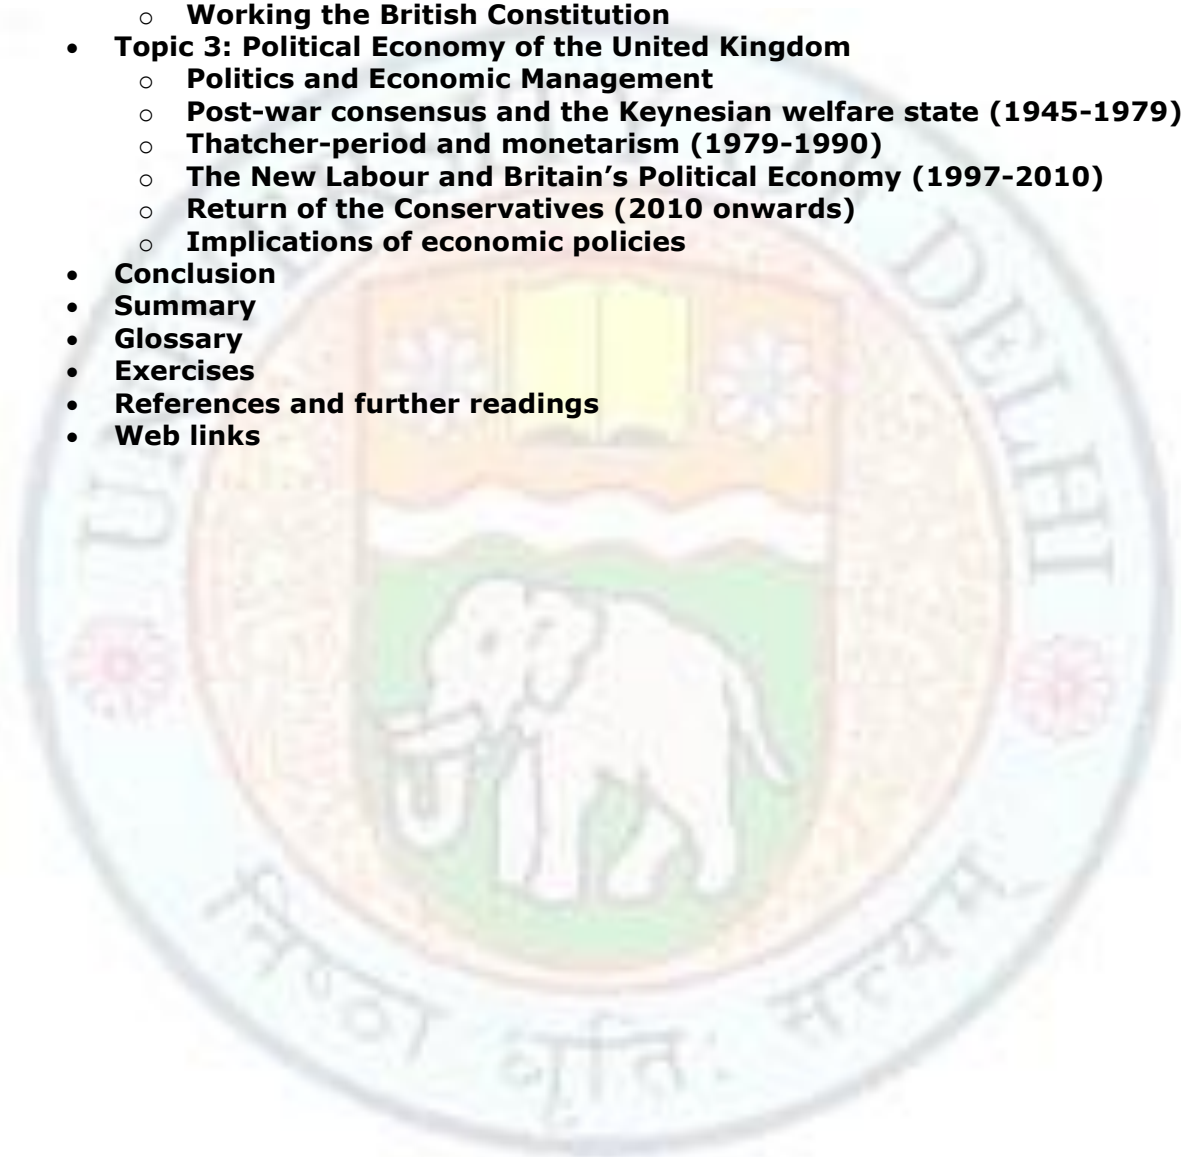 o Working the British Constitution
• Topic 3: Political Economy of the United Kingdom
o Politics and Economic Management
o Post-war consensus and the Keynesian welfare state (1945-1979)
o Thatcher-period and monetarism (1979-1990)
o The New Labour and Britain’s Political Economy (1997-2010)
o Return of the Conservatives (2010 onwards)
o Implications of economic policies
• Conclusion
• Summary
• Glossary
• Exercises
• References and further readings
• Web links
DELHI